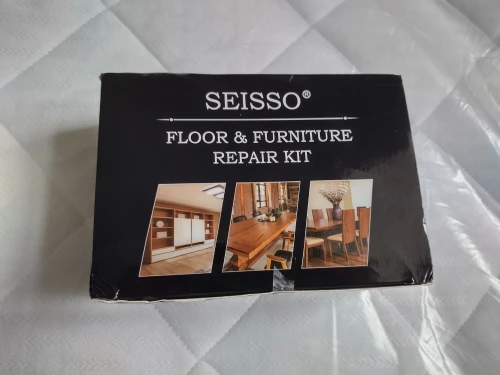 SEISSO®
FLOOR & FURNITURE
REPAIR KIT